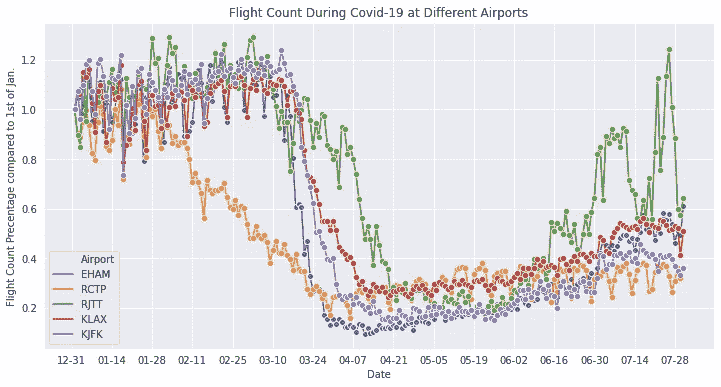 Flight Count During Covid-19 at Different Airports
Flight Count Precentage compared to 1st of Jan.
1.2
1.0
0.8
0.6
0.4
0.2
Airport
EHAM
RCTP
RJTT
KLAX
KJFK
12-31 01-14 01-28 02-11 02-25 03-10 03-24 04-07 04-21 05-05 05-19 06-02 06-16 06-30 07-14 07-28
Date